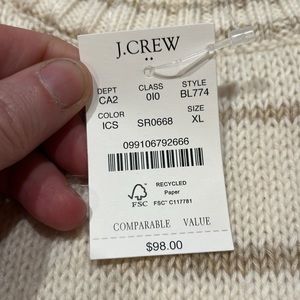 J.CREW
DEPT CLASS STYLE
CA2 0I0 BL774
COLOR SIZE
ICS SR0668 XL
099106792666
FSC
RECYCLED
Paper
FSC® C117781
COMPARABLE VALUE
$98.00